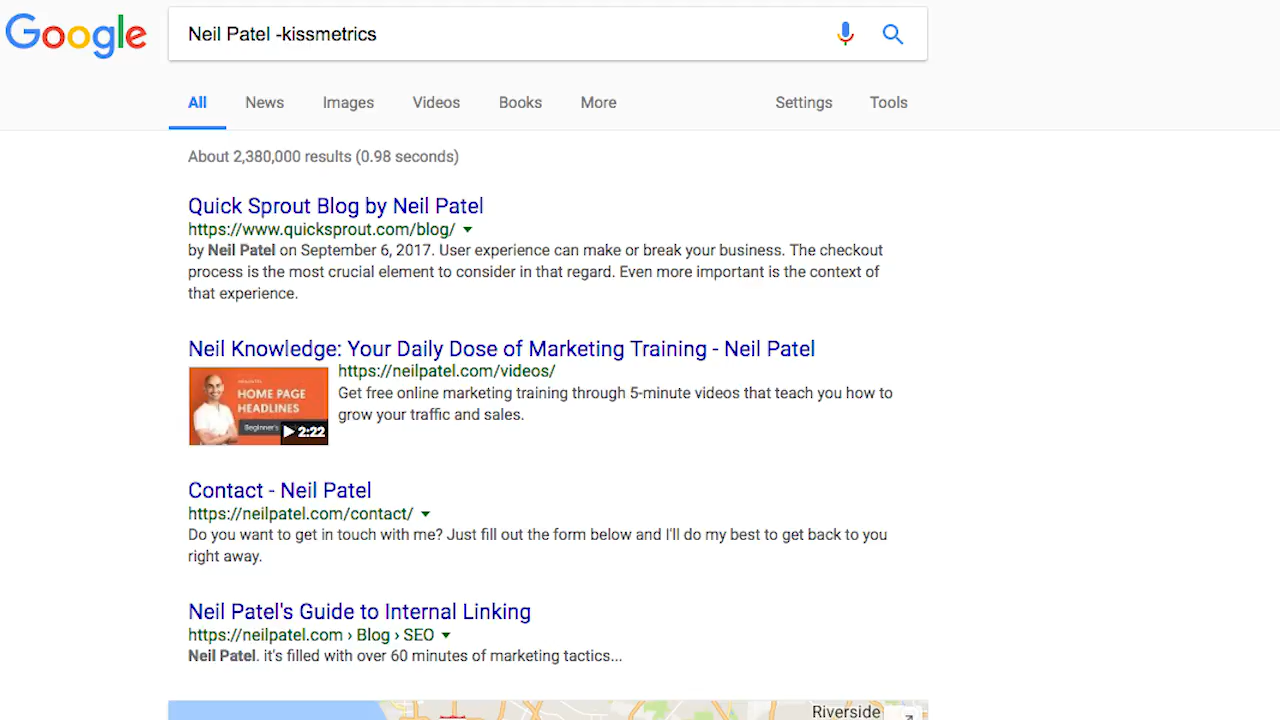 Google
Neil Patel -kissmetrics
All News Images Videos Books More Settings Tools
About 2,380,000 results (0.98 seconds)
Quick Sprout Blog by Neil Patel
https://www.quicksprout.com/blog/
by Neil Patel on September 6, 2017. User experience can make or break your business. The checkout
process is the most crucial element to consider in that regard. Even more important is the context of
that experience.
Neil Knowledge: Your Daily Dose of Marketing Training - Neil Patel
HOME PAGE
HEADLINES
Beginner's
2:22
https://neilpatel.com/videos/
Get free online marketing training through 5-minute videos that teach you how to
grow your traffic and sales.
Contact - Neil Patel
https://neilpatel.com/contact/
Do you want to get in touch with me? Just fill out the form below and I'll do my best to get back to you
right away.
Neil Patel's Guide to Internal Linking
https://neilpatel.com › Blog › SEO
Neil Patel. it's filled with over 60 minutes of marketing tactics...
Riverside